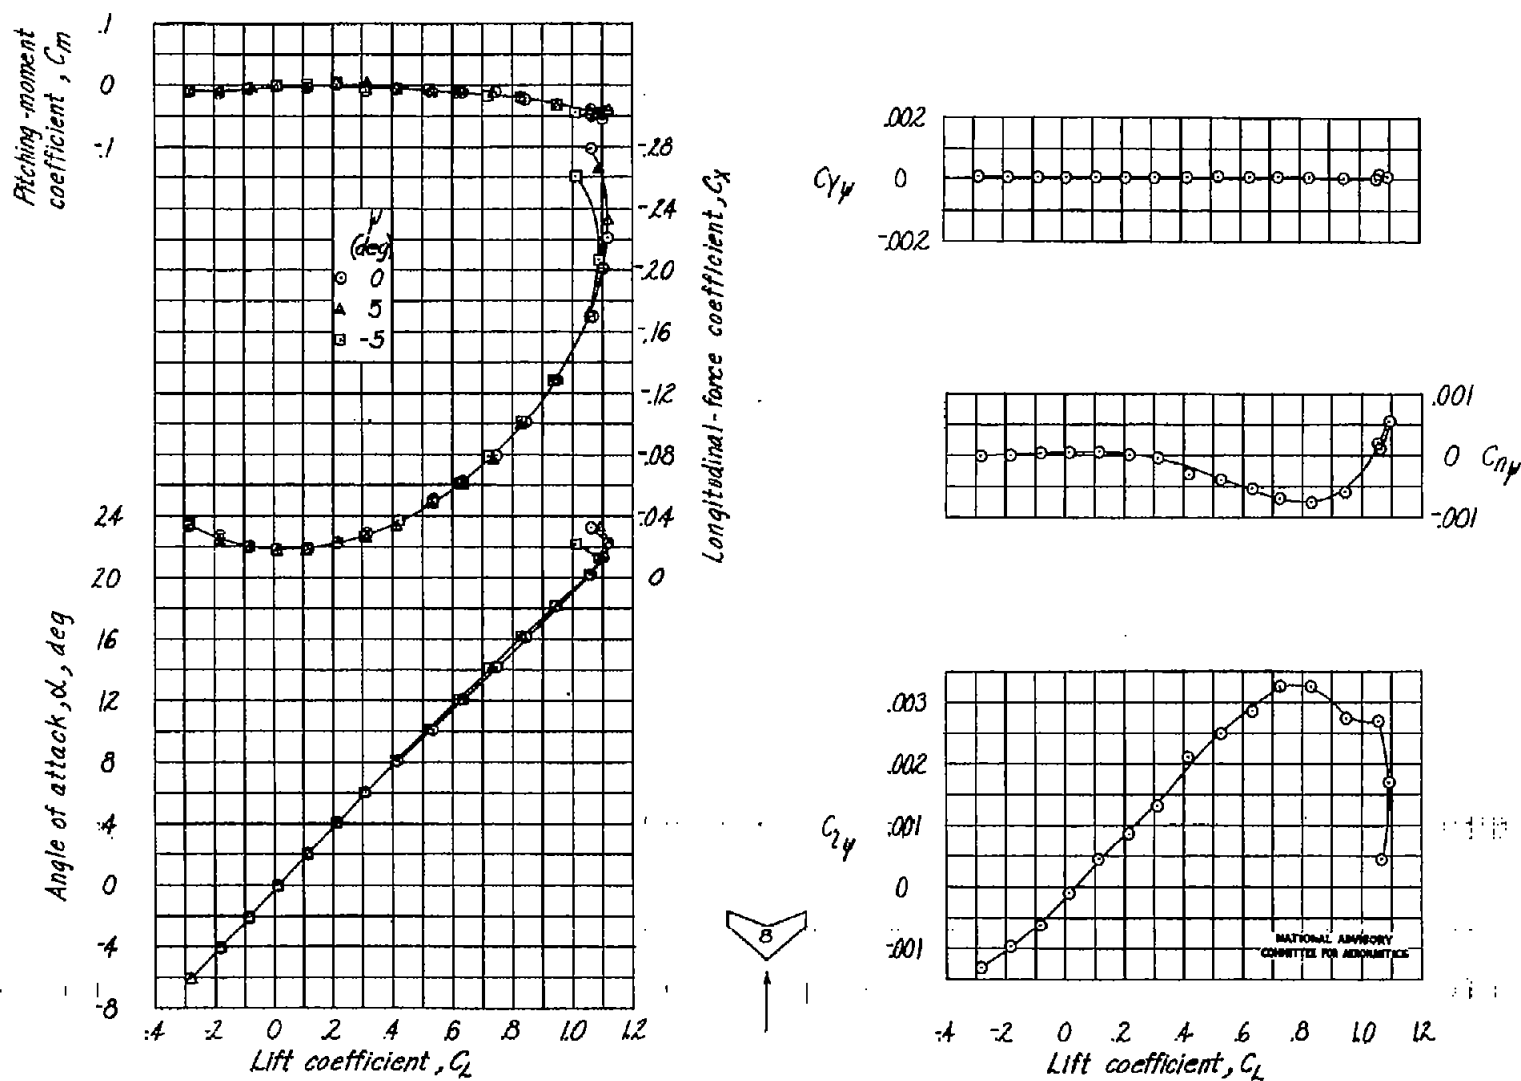 Pitching-moment
coefficient, Cm
.1
0
-.1
ψ
(deg)
0
5
-5
-.28
-.24
-.20
-.16
-.12
-.08
-.04
0
Longitudinal-force coefficient, CX
24
20
16
12
8
4
0
-4
-8
Angle of attack, α, deg
-.4 -.2 0 .2 .4 .6 .8 1.0 1.2
Lift coefficient, CL
8
CYψ
.002
0
-.002
.001
0
-.001
Cnψ
Clψ
.003
.002
.001
0
-.001
NATIONAL ADVISORY
COMMITTEE FOR AERONAUTICS
-.4 -.2 0 .2 .4 .6 .8 1.0 1.2
Lift coefficient, CL